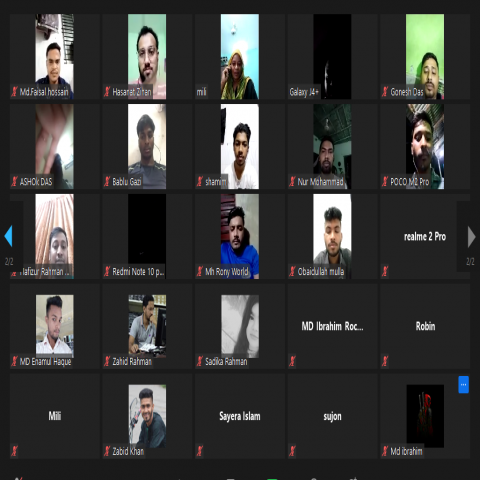 Md.Faisal hossain
Hasanat Zihan
mili
Galaxy J4+
Gonesh Das
ASHOk DAS
Bablu Gazi
shamim
Nur Mohammad
POCO M2 Pro
Hafizur Rahman ...
Redmi Note 10 p...
Mh Rony World
Obaidullah mulla
realme 2 Pro
2/2
2/2
MD Enamul Haque
Zahid Rahman
Sadika Rahman
MD Ibrahim Roc...
Robin
Mili
Zabid Khan
Sayera Islam
sujon
Md ibrahim